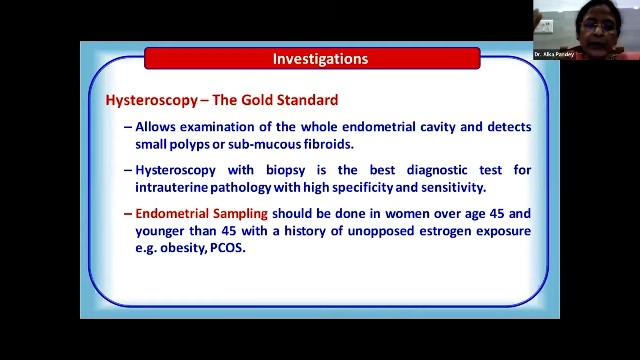 Investigations
Dr. Alka Pandey
Hysteroscopy – The Gold Standard
– Allows examination of the whole endometrial cavity and detects
small polyps or sub-mucous fibroids.
– Hysteroscopy with biopsy is the best diagnostic test for
intrauterine pathology with high specificity and sensitivity.
– Endometrial Sampling should be done in women over age 45 and
younger than 45 with a history of unopposed estrogen exposure
e.g. obesity, PCOS.